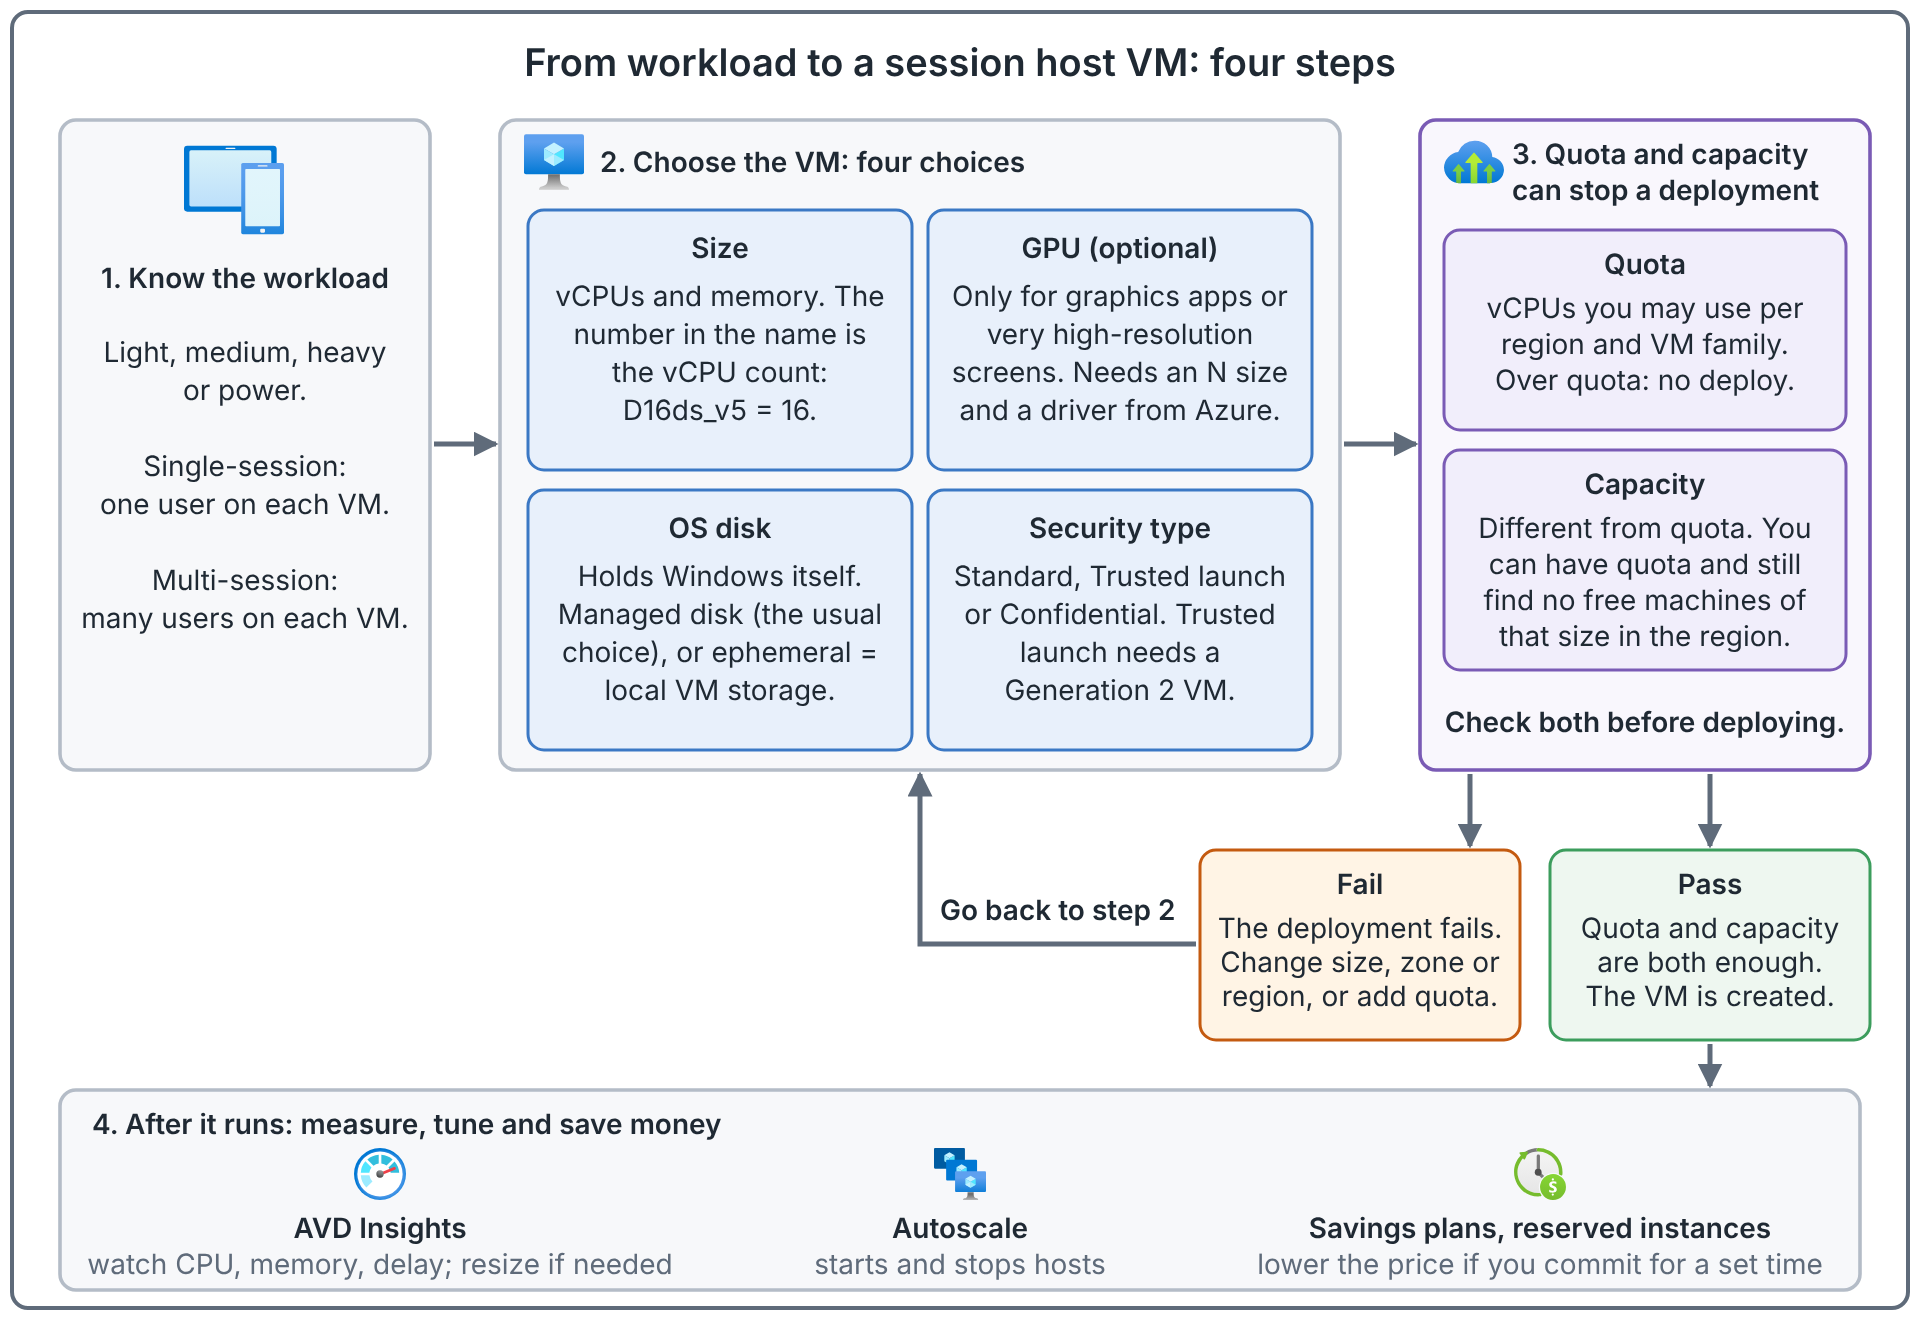 From workload to a session host VM: four steps
1. Know the workload
Light, medium, heavy
or power.
Single-session:
one user on each VM.
Multi-session:
many users on each VM.
2. Choose the VM: four choices
Size
vCPUs and memory. The
number in the name is
the vCPU count:
D16ds_v5 = 16.
GPU (optional)
Only for graphics apps or
very high-resolution
screens. Needs an N size
and a driver from Azure.
OS disk
Holds Windows itself.
Managed disk (the usual
choice), or ephemeral =
local VM storage.
Security type
Standard, Trusted launch
or Confidential. Trusted
launch needs a
Generation 2 VM.
3. Quota and capacity
can stop a deployment
Quota
vCPUs you may use per
region and VM family.
Over quota: no deploy.
Capacity
Different from quota. You
can have quota and still
find no free machines of
that size in the region.
Check both before deploying.
Go back to step 2
Fail
The deployment fails.
Change size, zone or
region, or add quota.
Pass
Quota and capacity
are both enough.
The VM is created.
4. After it runs: measure, tune and save money
AVD Insights
watch CPU, memory, delay; resize if needed
Autoscale
starts and stops hosts
$
Savings plans, reserved instances
lower the price if you commit for a set time